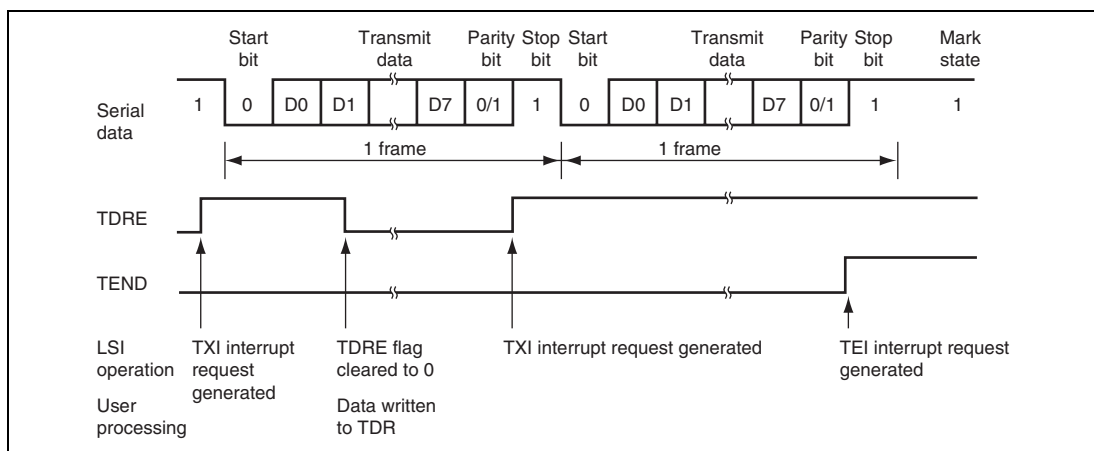 Start bit Transmit data Parity bit Stop bit Start bit Transmit data Parity bit Stop bit Mark state
Serial data 1 0 D0 D1 D7 0/1 1 0 D0 D1 D7 0/1 1 1
1 frame 1 frame
TDRE
TEND
LSI operation
TXI interrupt request generated
TDRE flag cleared to 0
TXI interrupt request generated
TEI interrupt request generated
User processing
Data written to TDR